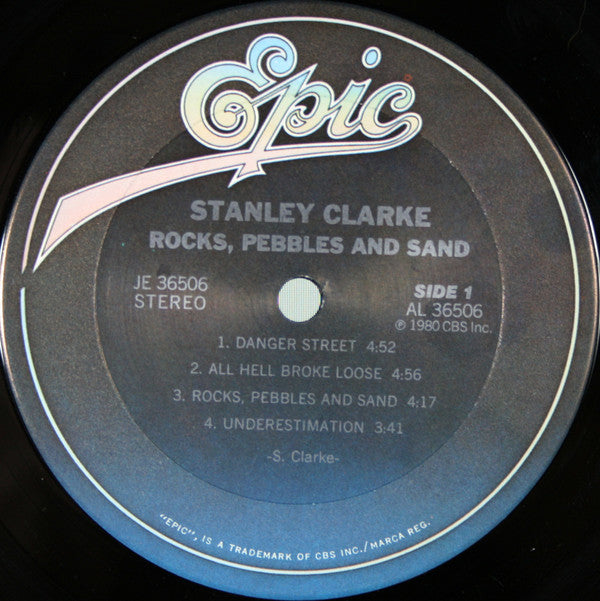 Epic
STANLEY CLARKE
ROCKS, PEBBLES AND SAND
JE 36506
STEREO
SIDE 1
AL 36506
℗ 1980 CBS Inc.
1. DANGER STREET 4:52
2. ALL HELL BROKE LOOSE 4:56
3. ROCKS, PEBBLES AND SAND 4:17
4. UNDERESTIMATION 3:41
-S. Clarke-
"EPIC", IS A TRADEMARK OF CBS INC./MARCA REG.